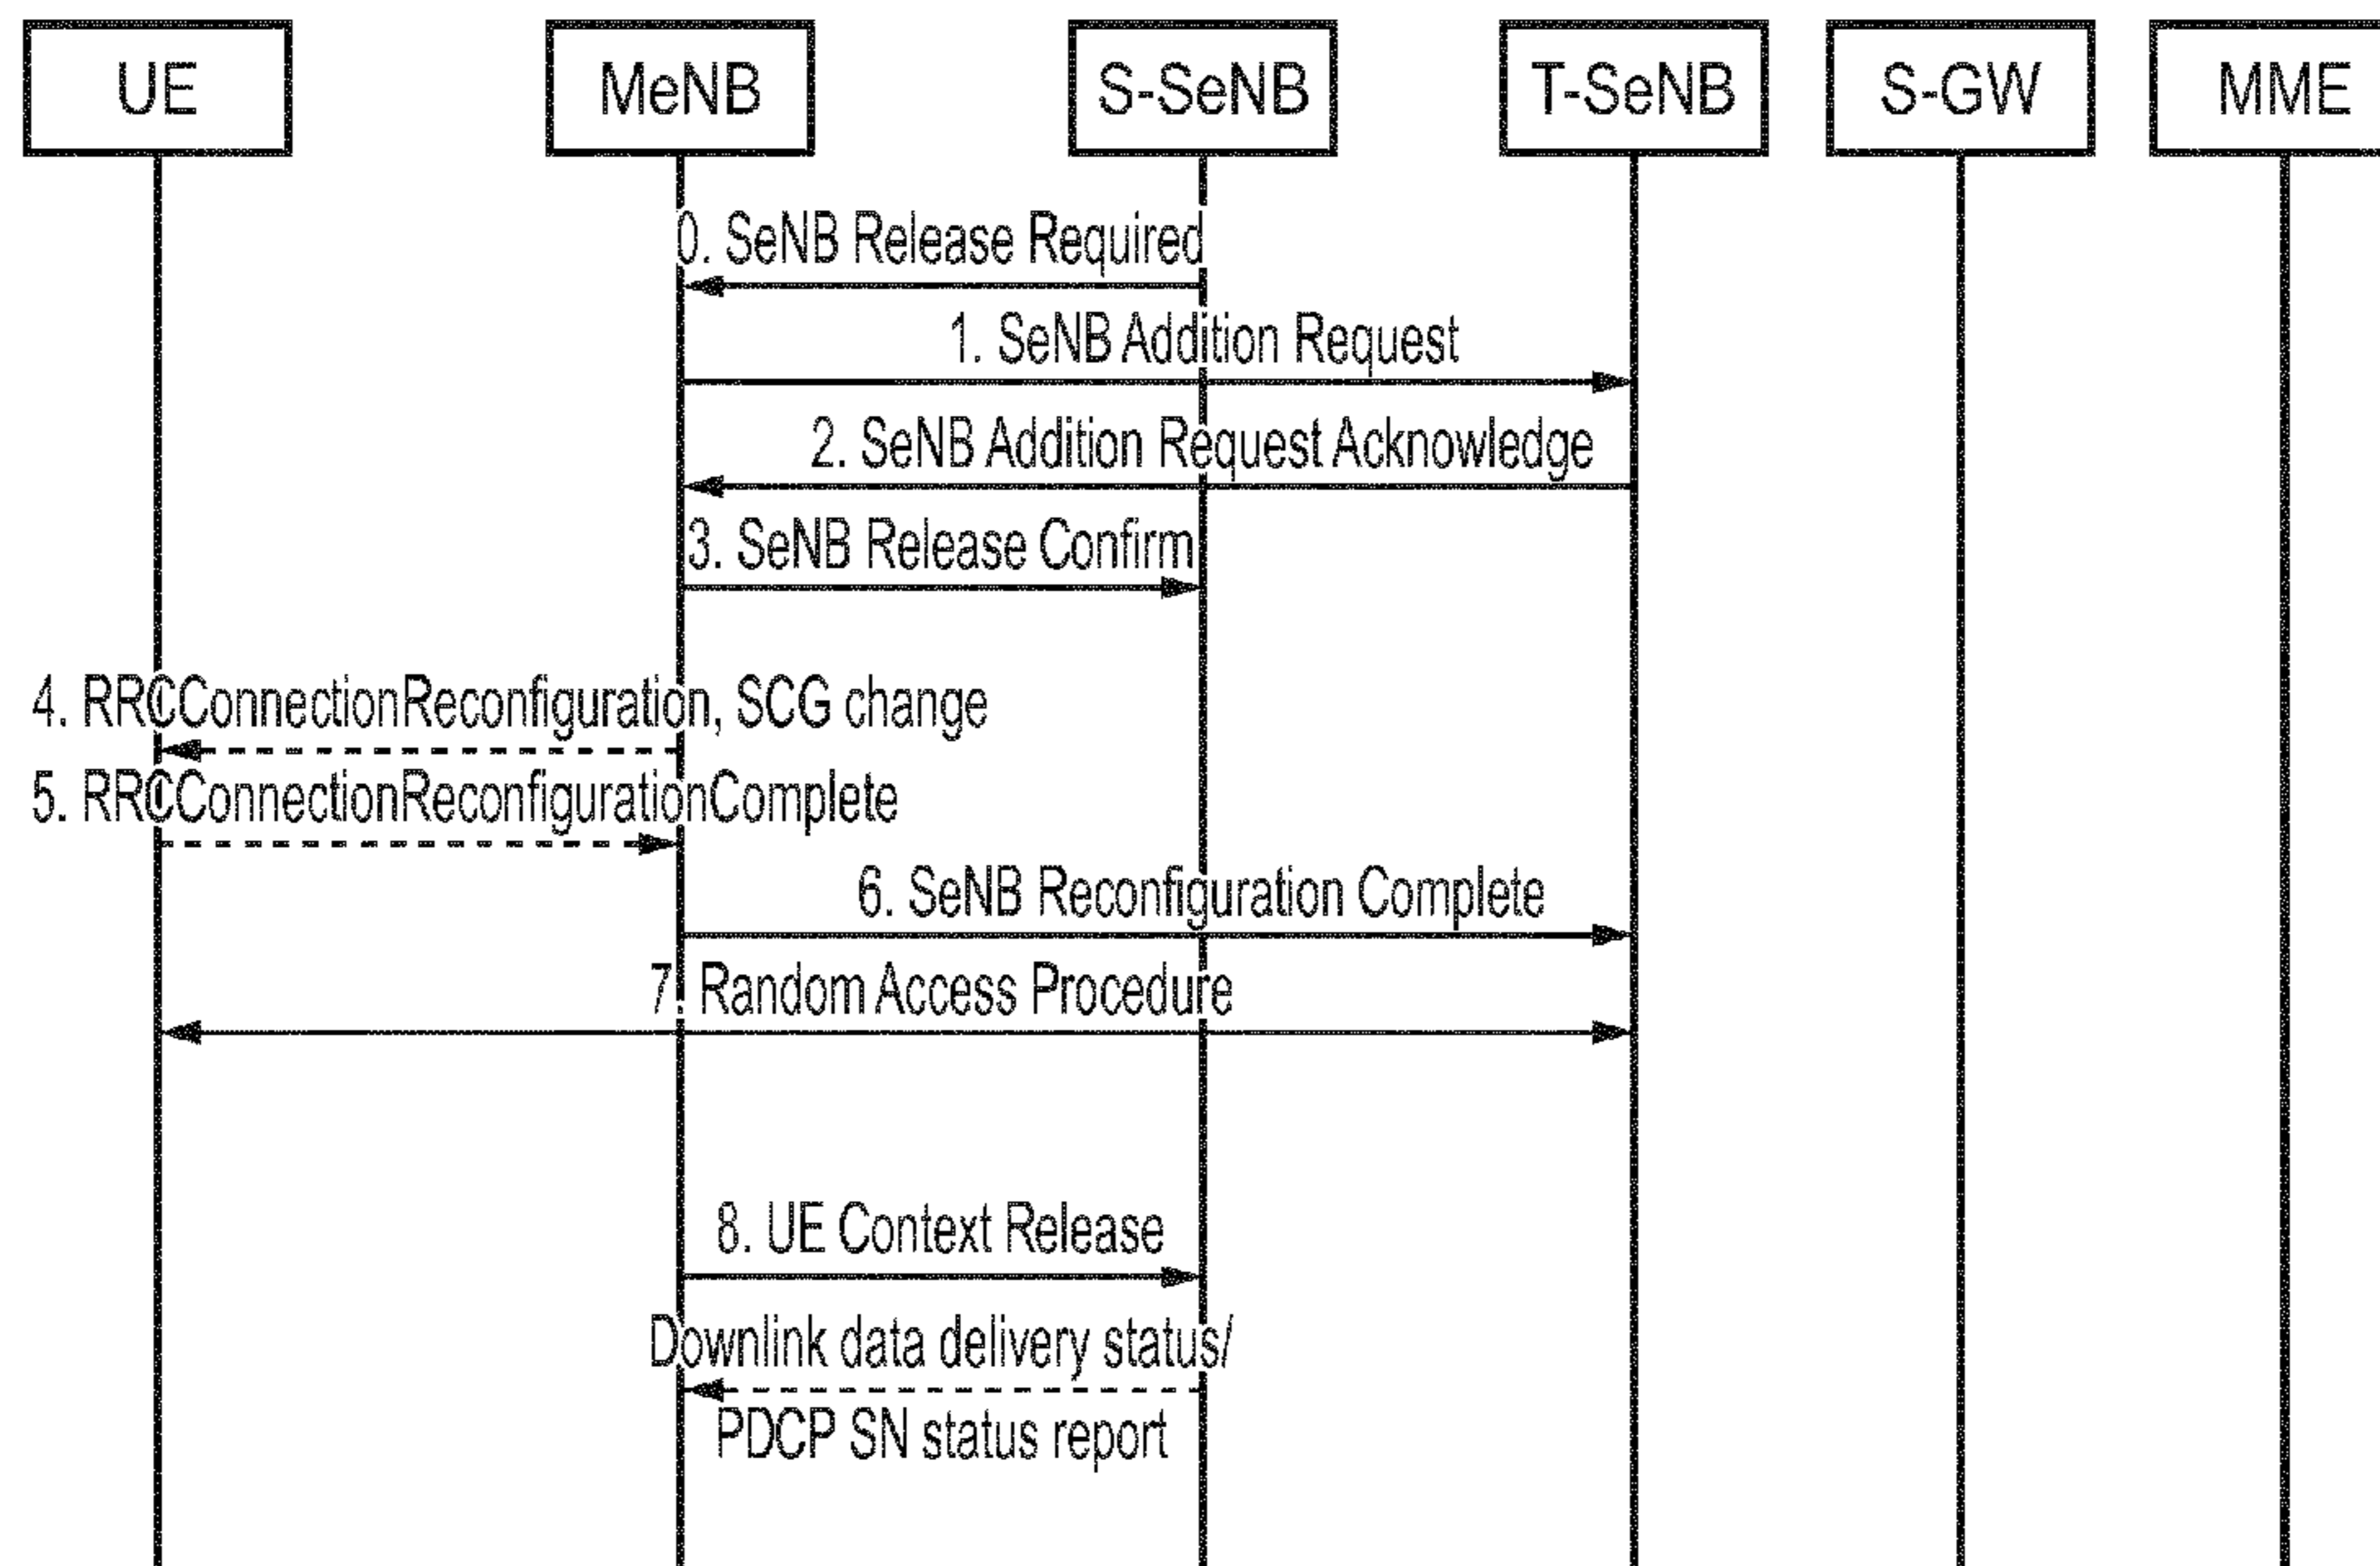 UE
MeNB
S-SeNB
T-SeNB
S-GW
MME
0. SeNB Release Required
1. SeNB Addition Request
2. SeNB Addition Request Acknowledge
3. SeNB Release Confirm
4. RRCConnectionReconfiguration, SCG change
5. RRCConnectionReconfigurationComplete
6. SeNB Reconfiguration Complete
7. Random Access Procedure
8. UE Context Release
Downlink data delivery status/
PDCP SN status report